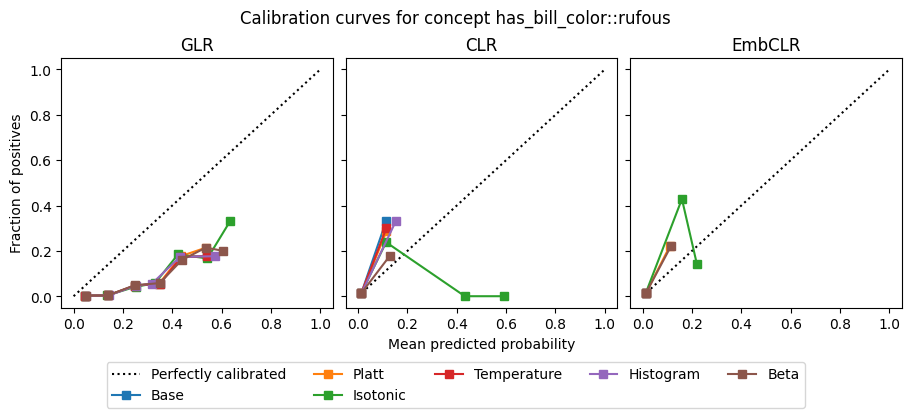 Calibration curves for concept has_bill_color::rufous
GLR
CLR
EmbCLR
Fraction of positives
1.0
0.8
0.6
0.4
0.2
0.0
0.0 0.2 0.4 0.6 0.8 1.0
0.0 0.2 0.4 0.6 0.8 1.0
0.0 0.2 0.4 0.6 0.8 1.0
Mean predicted probability
Perfectly calibrated Platt Temperature Histogram Beta
Base Isotonic